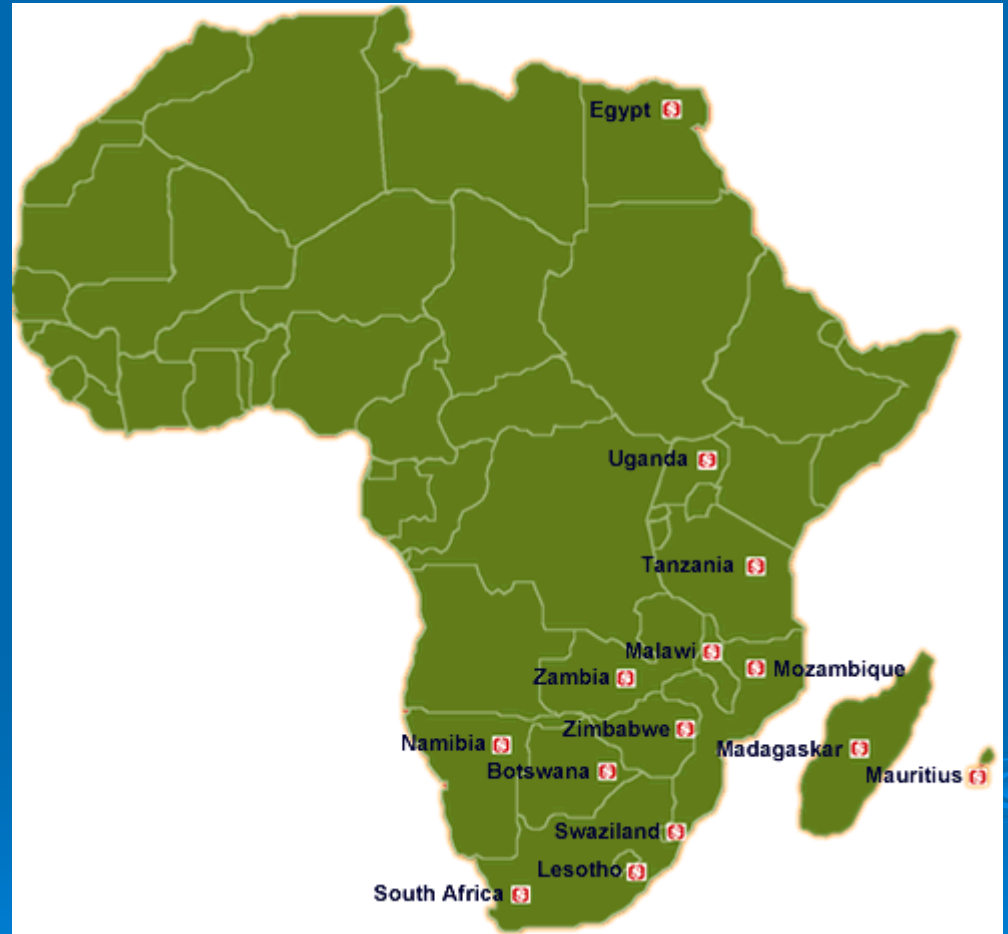 Egypt
Uganda
Tanzania
Malawi
Mozambique
Zambia
Zimbabwe
Namibia
Madagaskar
Botswana
Mauritius
Swaziland
Lesotho
South Africa